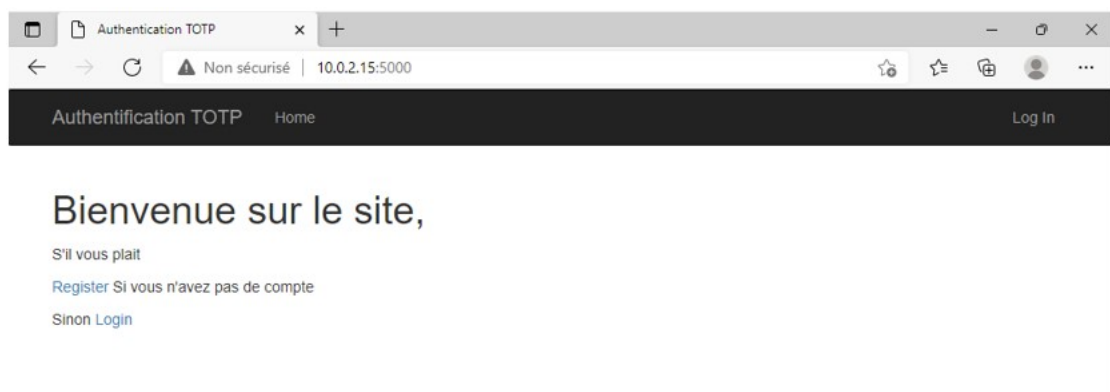 Authentication TOTP
Non sécurisé | 10.0.2.15:5000
Authentification TOTP Home Log In
Bienvenue sur le site,
S'il vous plait
Register Si vous n'avez pas de compte
Sinon Login